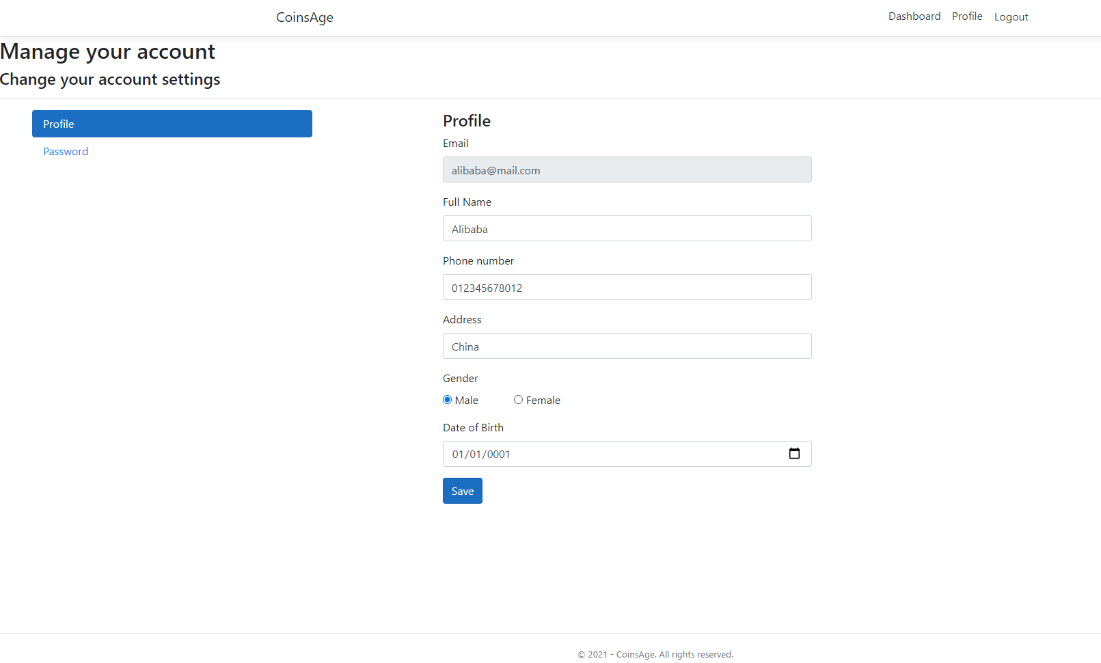 CoinsAge
Dashboard Profile Logout
Manage your account
Change your account settings
Profile
Password
Profile
Email
alibaba@mail.com
Full Name
Alibaba
Phone number
012345678012
Address
China
Gender
Male Female
Date of Birth
01/01/0001
Save
© 2021 - CoinsAge. All rights reserved.